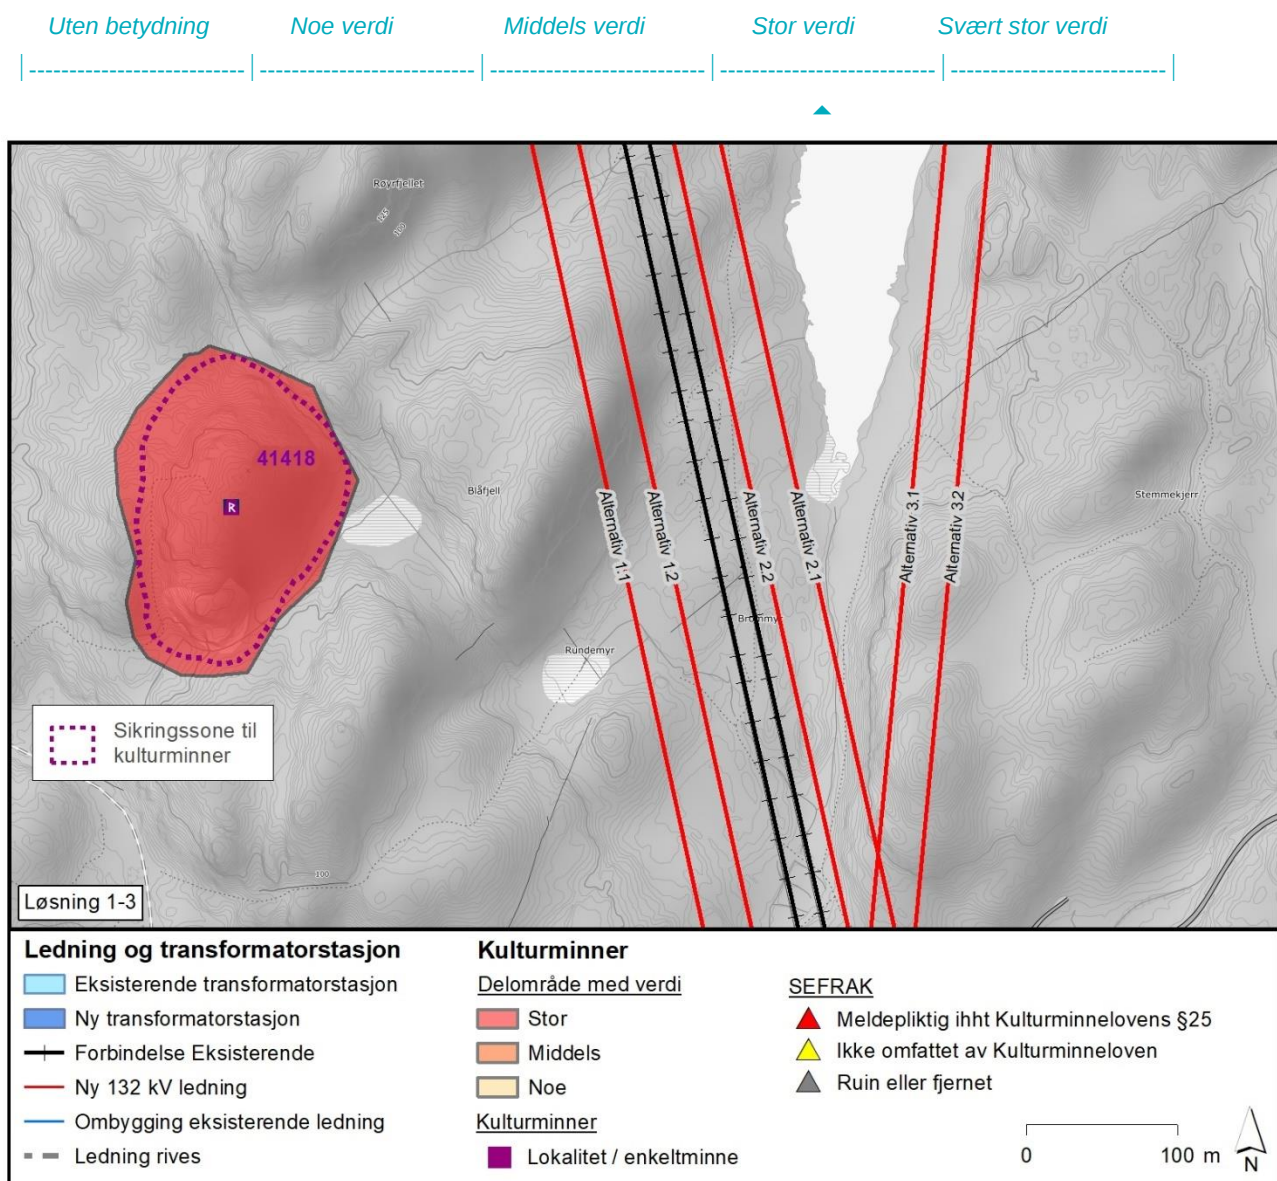 Uten betydning Noe verdi Middels verdi Stor verdi Svært stor verdi
|---------------------------|---------------------------|---------------------------|---------------------------|---------------------------|
Røyrfjellet
125
100
41418
R
Blåfjell
Stemmekjerr
Alternativ 1.1
Alternativ 1.2
Alternativ 2.2
Alternativ 2.1
Alternativ 3.1
Alternativ 3.2
Rundemyr
Sikringssone til
kulturminner
100
Løsning 1-3
Ledning og transformatorstasjon
Eksisterende transformatorstasjon
Ny transformatorstasjon
Forbindelse Eksisterende
Ny 132 kV ledning
Ombygging eksisterende ledning
Ledning rives
Kulturminner
Delområde med verdi
Stor
Middels
Noe
Kulturminner
Lokalitet / enkeltminne
SEFRAK
Meldepliktig ihht Kulturminnelovens §25
Ikke omfattet av Kulturminneloven
Ruin eller fjernet
0 100 m
N